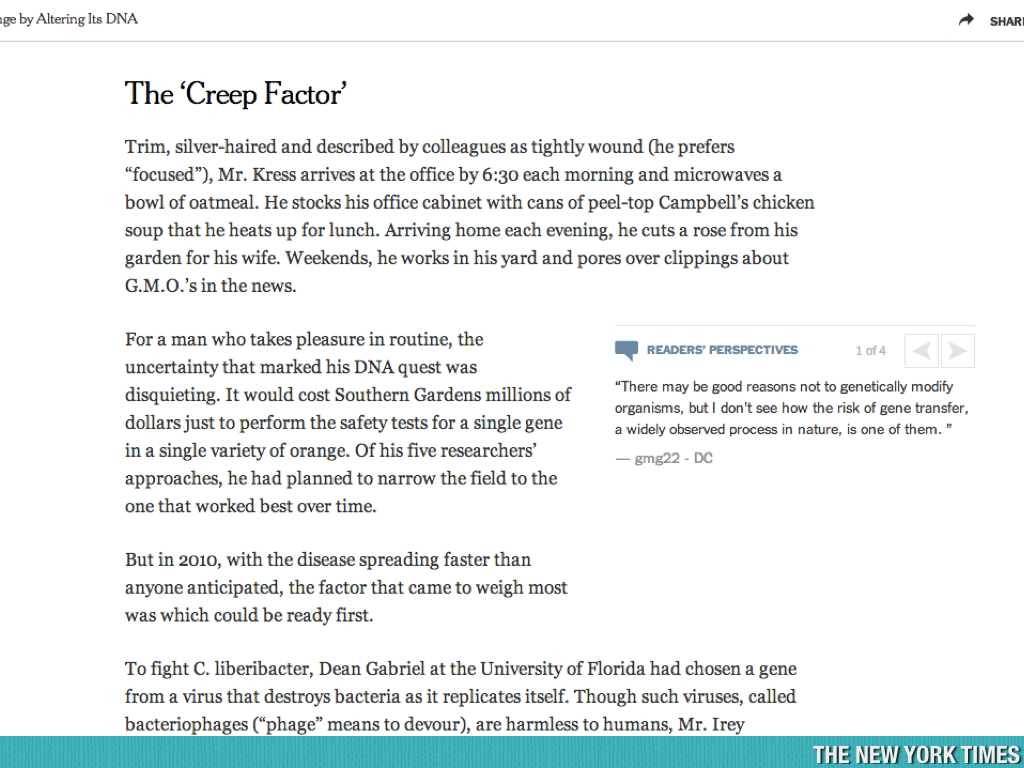 nge by Altering Its DNA
SHARE
The ‘Creep Factor’
Trim, silver-haired and described by colleagues as tightly wound (he prefers
“focused”), Mr. Kress arrives at the office by 6:30 each morning and microwaves a
bowl of oatmeal. He stocks his office cabinet with cans of peel-top Campbell’s chicken
soup that he heats up for lunch. Arriving home each evening, he cuts a rose from his
garden for his wife. Weekends, he works in his yard and pores over clippings about
G.M.O.’s in the news.
For a man who takes pleasure in routine, the
uncertainty that marked his DNA quest was
disquieting. It would cost Southern Gardens millions of
dollars just to perform the safety tests for a single gene
in a single variety of orange. Of his five researchers’
approaches, he had planned to narrow the field to the
one that worked best over time.
READERS’ PERSPECTIVES
1 of 4
“There may be good reasons not to genetically modify
organisms, but I don't see how the risk of gene transfer,
a widely observed process in nature, is one of them. ”
— gmg22 - DC
But in 2010, with the disease spreading faster than
anyone anticipated, the factor that came to weigh most
was which could be ready first.
To fight C. liberibacter, Dean Gabriel at the University of Florida had chosen a gene
from a virus that destroys bacteria as it replicates itself. Though such viruses, called
bacteriophages (“phage” means to devour), are harmless to humans, Mr. Irey
THE NEW YORK TIMES